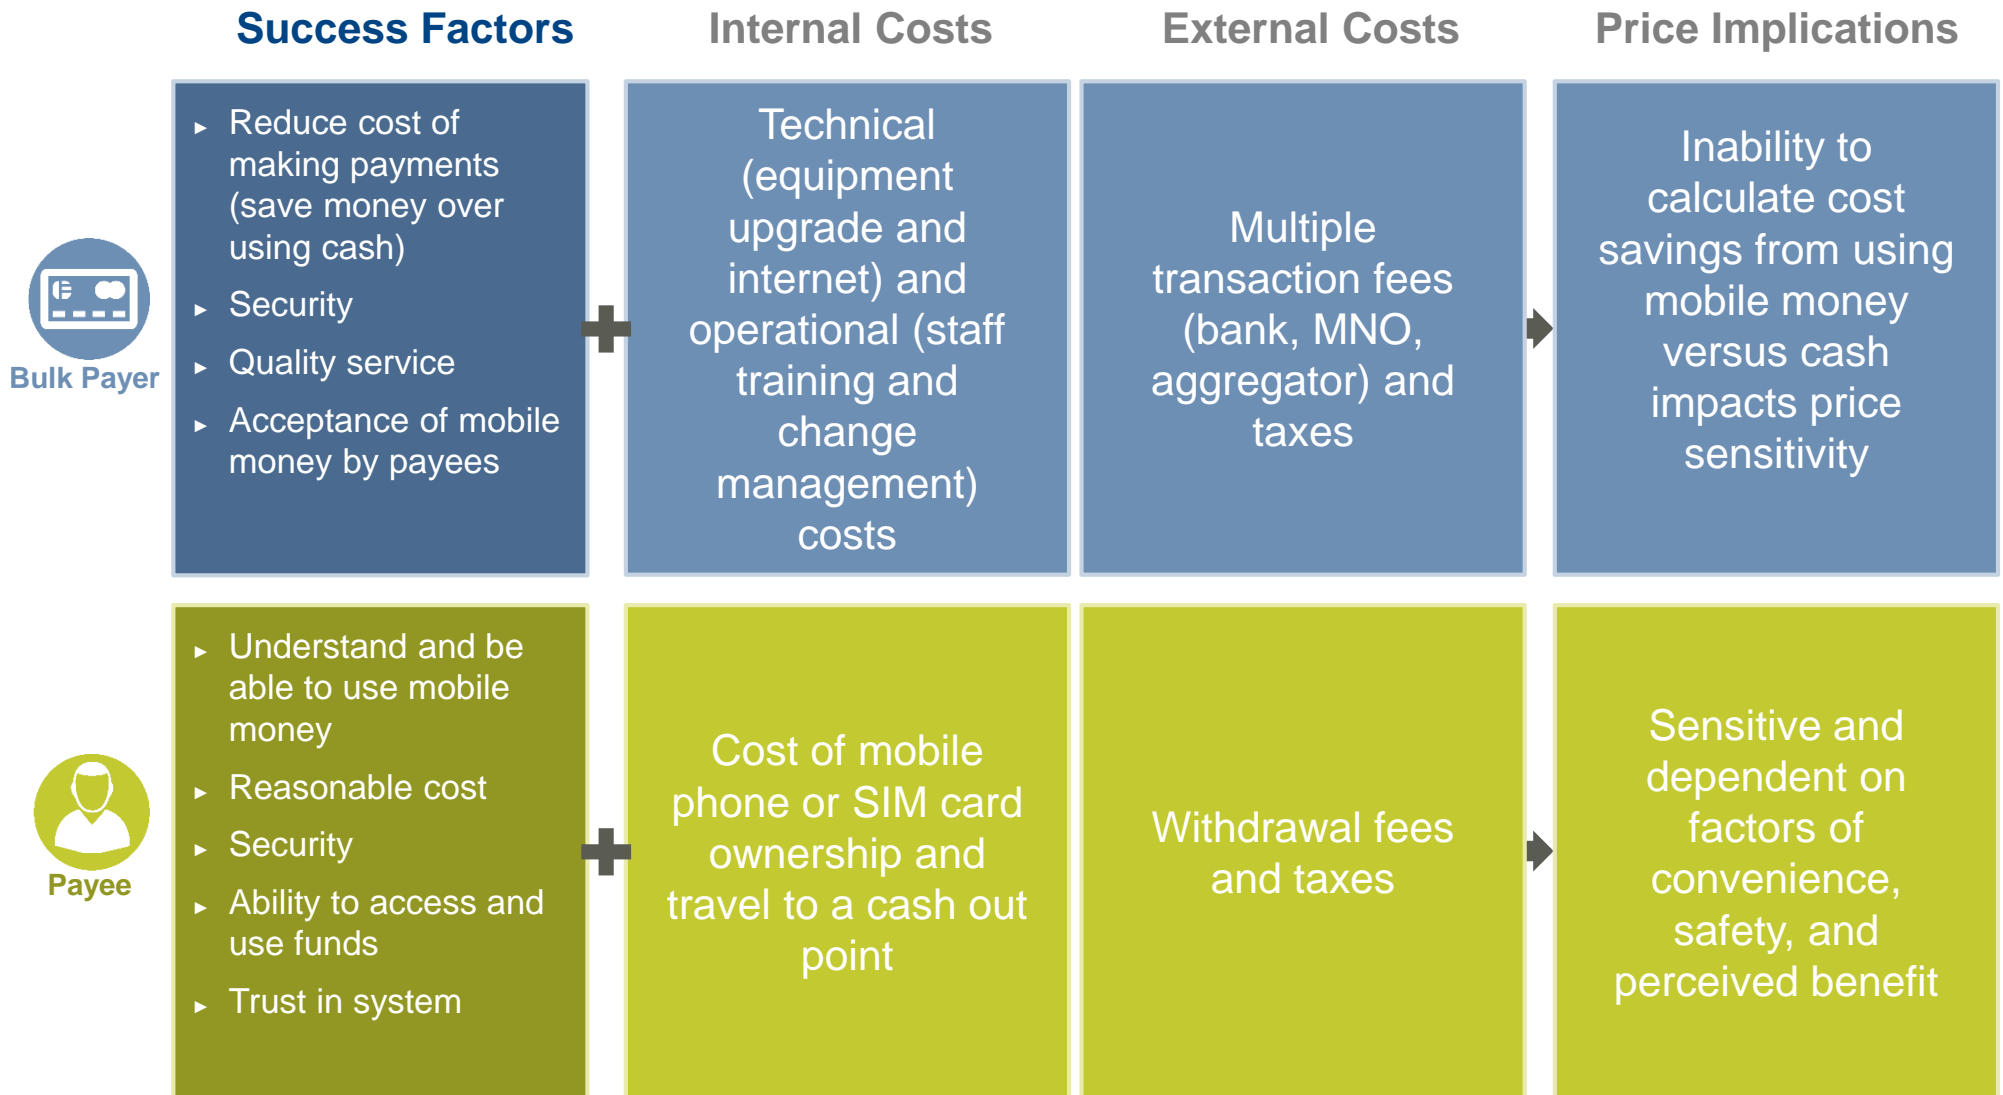 Success Factors
Internal Costs
External Costs
Price Implications
Bulk Payer
► Reduce cost of
making payments
(save money over
using cash)
► Security
► Quality service
► Acceptance of mobile
money by payees
Technical
(equipment
upgrade and
internet) and
operational (staff
training and
change
management)
costs
Multiple
transaction fees
(bank, MNO,
aggregator) and
taxes
Inability to
calculate cost
savings from using
mobile money
versus cash
impacts price
sensitivity
Payee
► Understand and be
able to use mobile
money
► Reasonable cost
► Security
► Ability to access and
use funds
► Trust in system
Cost of mobile
phone or SIM card
ownership and
travel to a cash out
point
Withdrawal fees
and taxes
Sensitive and
dependent on
factors of
convenience,
safety, and
perceived benefit